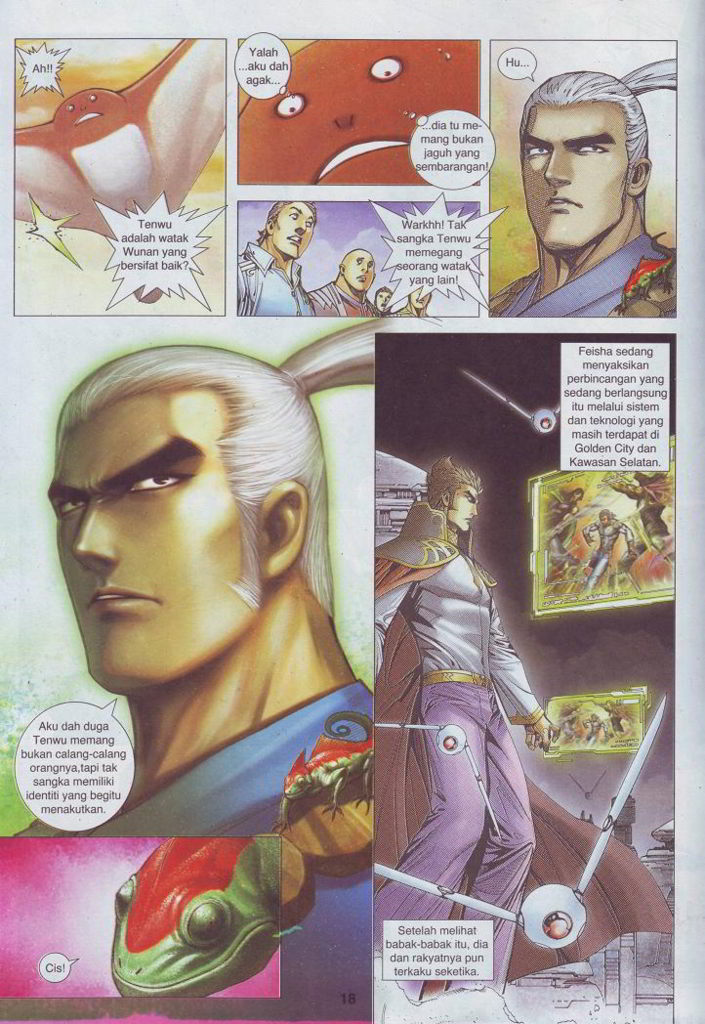 Ah!!
Tenwu
adalah watak
Wunan yang
bersifat baik?
Yalah
...aku dah
agak...
...dia tu me-
mang bukan
jaguh yang
sembarangan!
Warkhh! Tak
sangka Tenwu
memegang
seorang watak
yang lain!
Hu...
Aku dah duga
Tenwu memang
bukan calang-calang
orangnya,tapi tak
sangka memiliki
identiti yang begitu
menakutkan.
Cis!
Feisha sedang
menyaksikan
perbincangan yang
sedang berlangsung
itu melalui sistem
dan teknologi yang
masih terdapat di
Golden City dan
Kawasan Selatan.
Setelah melihat
babak-babak itu, dia
dan rakyatnya pun
terkaku seketika.
18